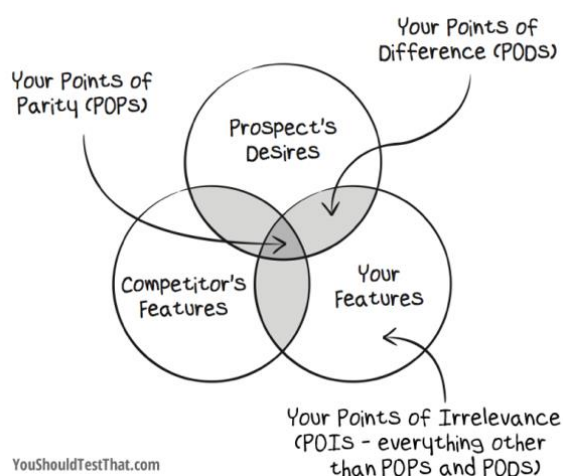 Your Points of
Difference (PODs)
Your Points of
Parity (POPs)
Prospect's
Desires
Competitor's
Features
Your
Features
Your Points of Irrelevance
(POIs - everything other
than POPs and PODs)
YouShouldTestThat.com